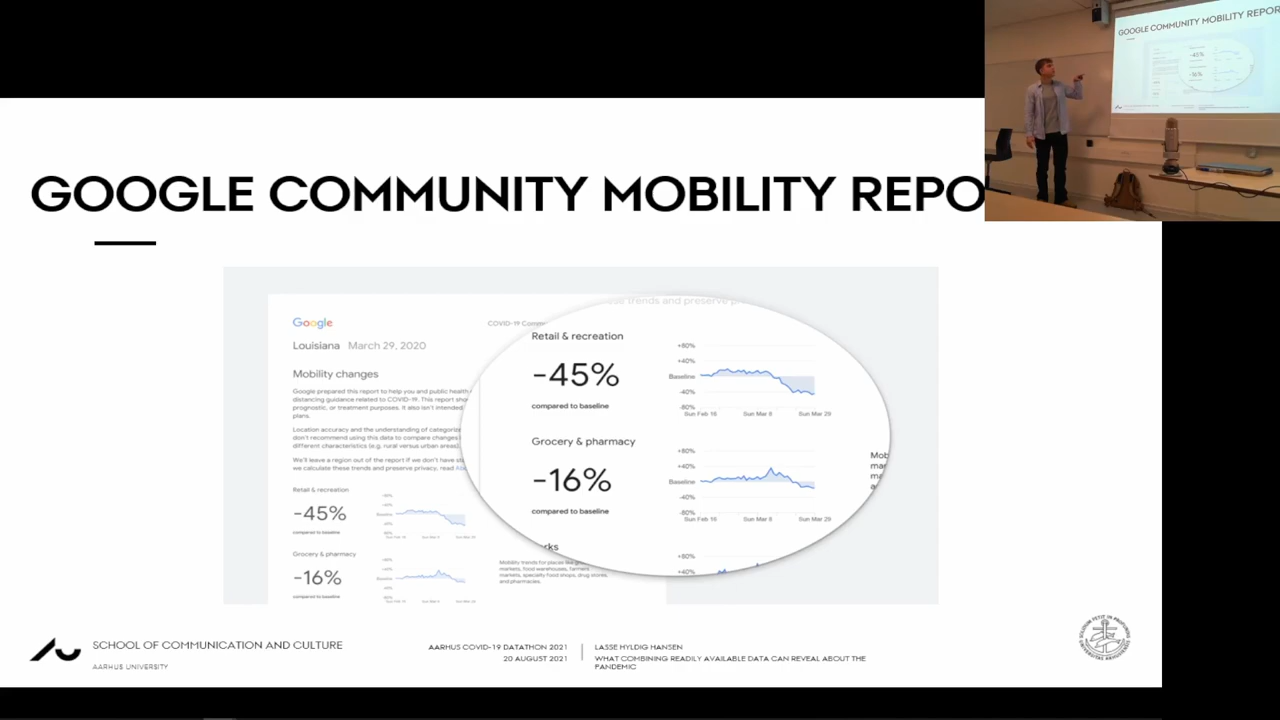 GOOGLE COMMUNITY MOBILITY REPO
GOOGLE COMMUNITY MOBILITY REPOR
-45%
-16%
Google
COVID-19 Comm
Louisiana March 29, 2020
Mobility changes
Google prepared this report to help you and public health
distancing guidance related to COVID-19. This report sho
prognostic, or treatment purposes. It also isn't intended
plans.
Location accuracy and the understanding of categoriz
don't recommend using this data to compare changes
different characteristics (e.g. rural versus urban areas).
We'll leave a region out of the report if we don't have sta
we calculate these trends and preserve privacy, read
Retail & recreation
-45%
compared to baseline
Grocery & pharmacy
-16%
compared to baseline
trends and preserve
Retail & recreation
-45%
compared to baseline
+80%
+40%
Baseline
-40%
-80%
Sun Feb 16 Sun Mar 8 Sun Mar 29
Grocery & pharmacy
-16%
compared to baseline
+80%
+40%
Baseline
-40%
-80%
Sun Feb 16 Sun Mar 8 Sun Mar 29
Mob
mar
ma
rks
+80%
+40%
Mobility trends for places like
markets, food warehouses, farmers
markets, specialty food shops, drug stores,
and pharmacies.
SCHOOL OF COMMUNICATION AND CULTURE
AARHUS UNIVERSITY
AARHUS COVID-19 DATATHON 2021
20 AUGUST 2021
LASSE HYLDIG HANSEN
WHAT COMBINING READILY AVAILABLE DATA CAN REVEAL ABOUT THE
PANDEMIC